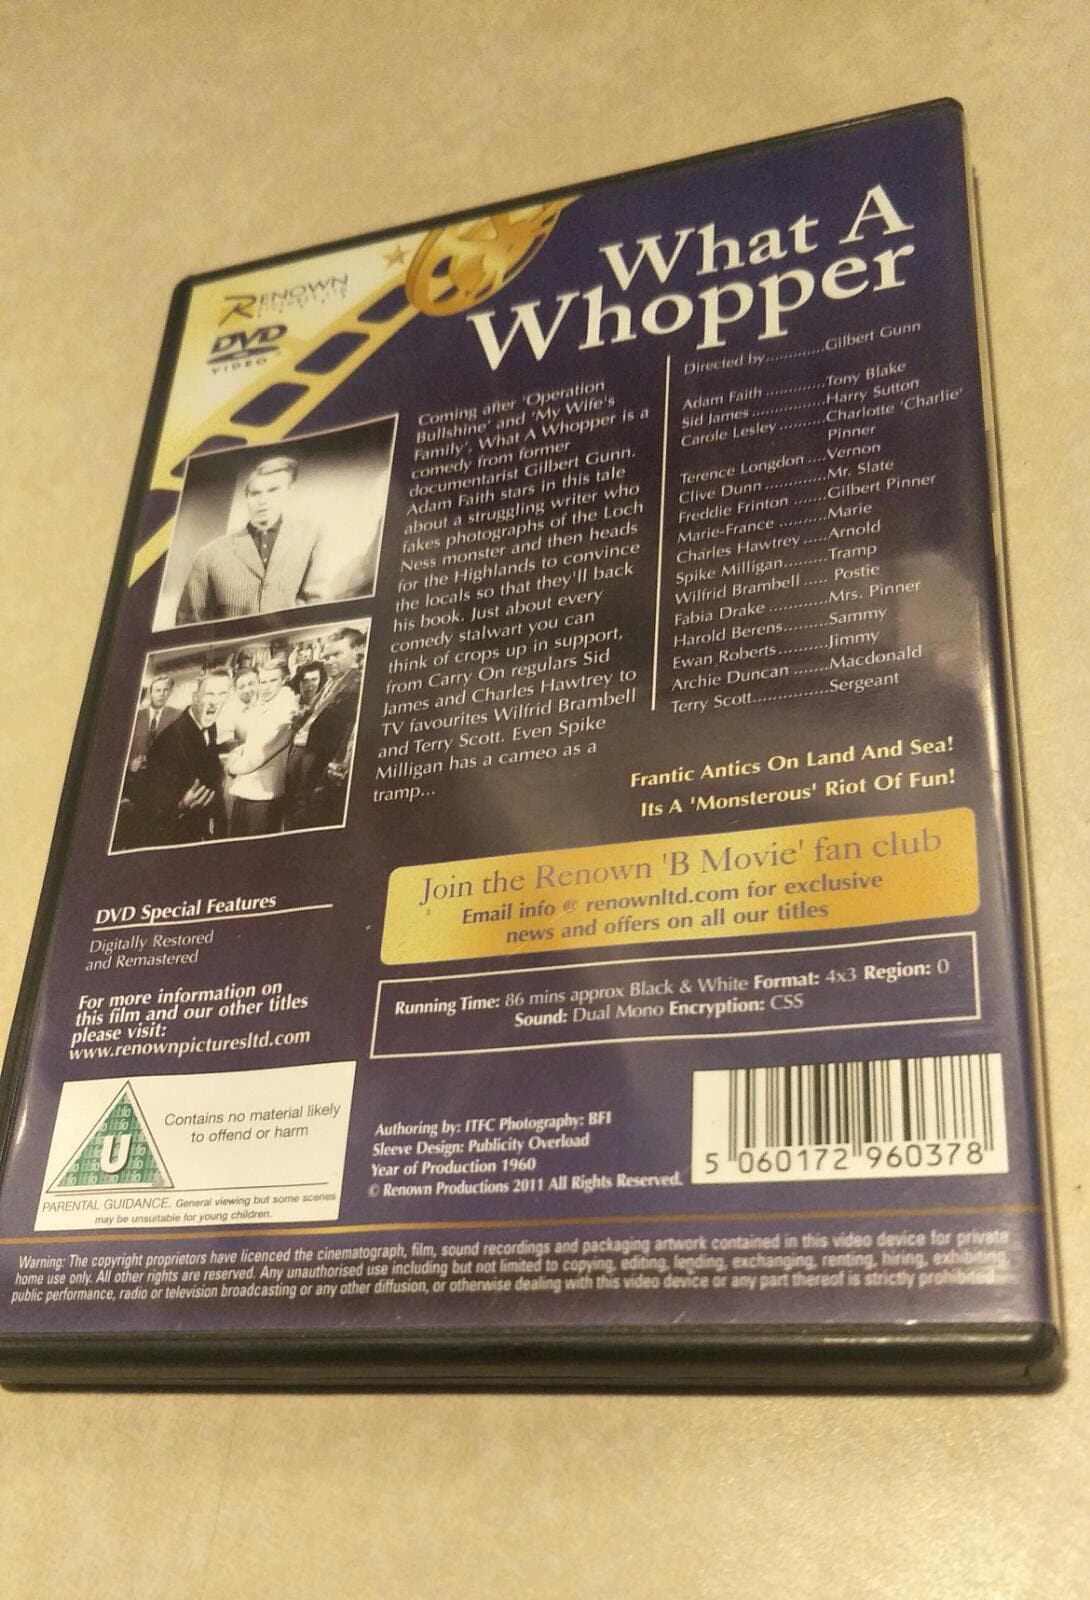 RENOWN
DVD
VIDEO
What A
Whopper
Coming after 'Operation
Bullshine' and 'My Wife's
Family', What A Whopper is a
comedy from former
documentarist Gilbert Gunn.
Adam Faith stars in this tale
about a struggling writer who
fakes photographs of the Loch
Ness monster and then heads
for the Highlands to convince
the locals so that they'll back
his book. Just about every
comedy stalwart you can
think of crops up in support,
from Carry On regulars Sid
James and Charles Hawtrey to
TV favourites Wilfrid Brambell
and Terry Scott. Even Spike
Milligan has a cameo as a
tramp...
Directed by.............Gilbert Gunn
Adam Faith .............Tony Blake
Sid James ................Harry Sutton
Carole Lesley ..........Charlotte 'Charlie'
Pinner
Terence Longdon ....Vernon
Clive Dunn .............Mr. Slate
Freddie Frinton .......Gilbert Pinner
Marie-France ..........Marie
Charles Hawtrey .....Arnold
Spike Milligan.........Tramp
Wilfrid Brambell ..... Postie
Fabia Drake ............Mrs. Pinner
Harold Berens.........Sammy
Ewan Roberts..........Jimmy
Archie Duncan .......Macdonald
Terry Scott..............Sergeant
Frantic Antics On Land And Sea!
Its A 'Monsterous' Riot Of Fun!
Join the Renown 'B Movie' fan club
Email info @ renownltd.com for exclusive
news and offers on all our titles
DVD Special Features
Digitally Restored
and Remastered
For more information on
this film and our other titles
please visit:
www.renownpicturesltd.com
Running Time: 86 mins approx Black & White Format: 4x3 Region: 0
Sound: Dual Mono Encryption: CSS
U
Contains no material likely
to offend or harm
PARENTAL GUIDANCE. General viewing but some scenes
may be unsuitable for young children.
Authoring by: ITFC Photography: BFI
Sleeve Design: Publicity Overload
Year of Production 1960
© Renown Productions 2011 All Rights Reserved.
5 060172 960378
Warning: The copyright proprietors have licenced the cinematograph, film, sound recordings and packaging artwork contained in this video device for private
home use only. All other rights are reserved. Any unauthorised use including but not limited to copying, editing, lending, exchanging, renting, hiring, exhibiting,
public performance, radio or television broadcasting or any other diffusion, or otherwise dealing with this video device or any part thereof is strictly prohibited